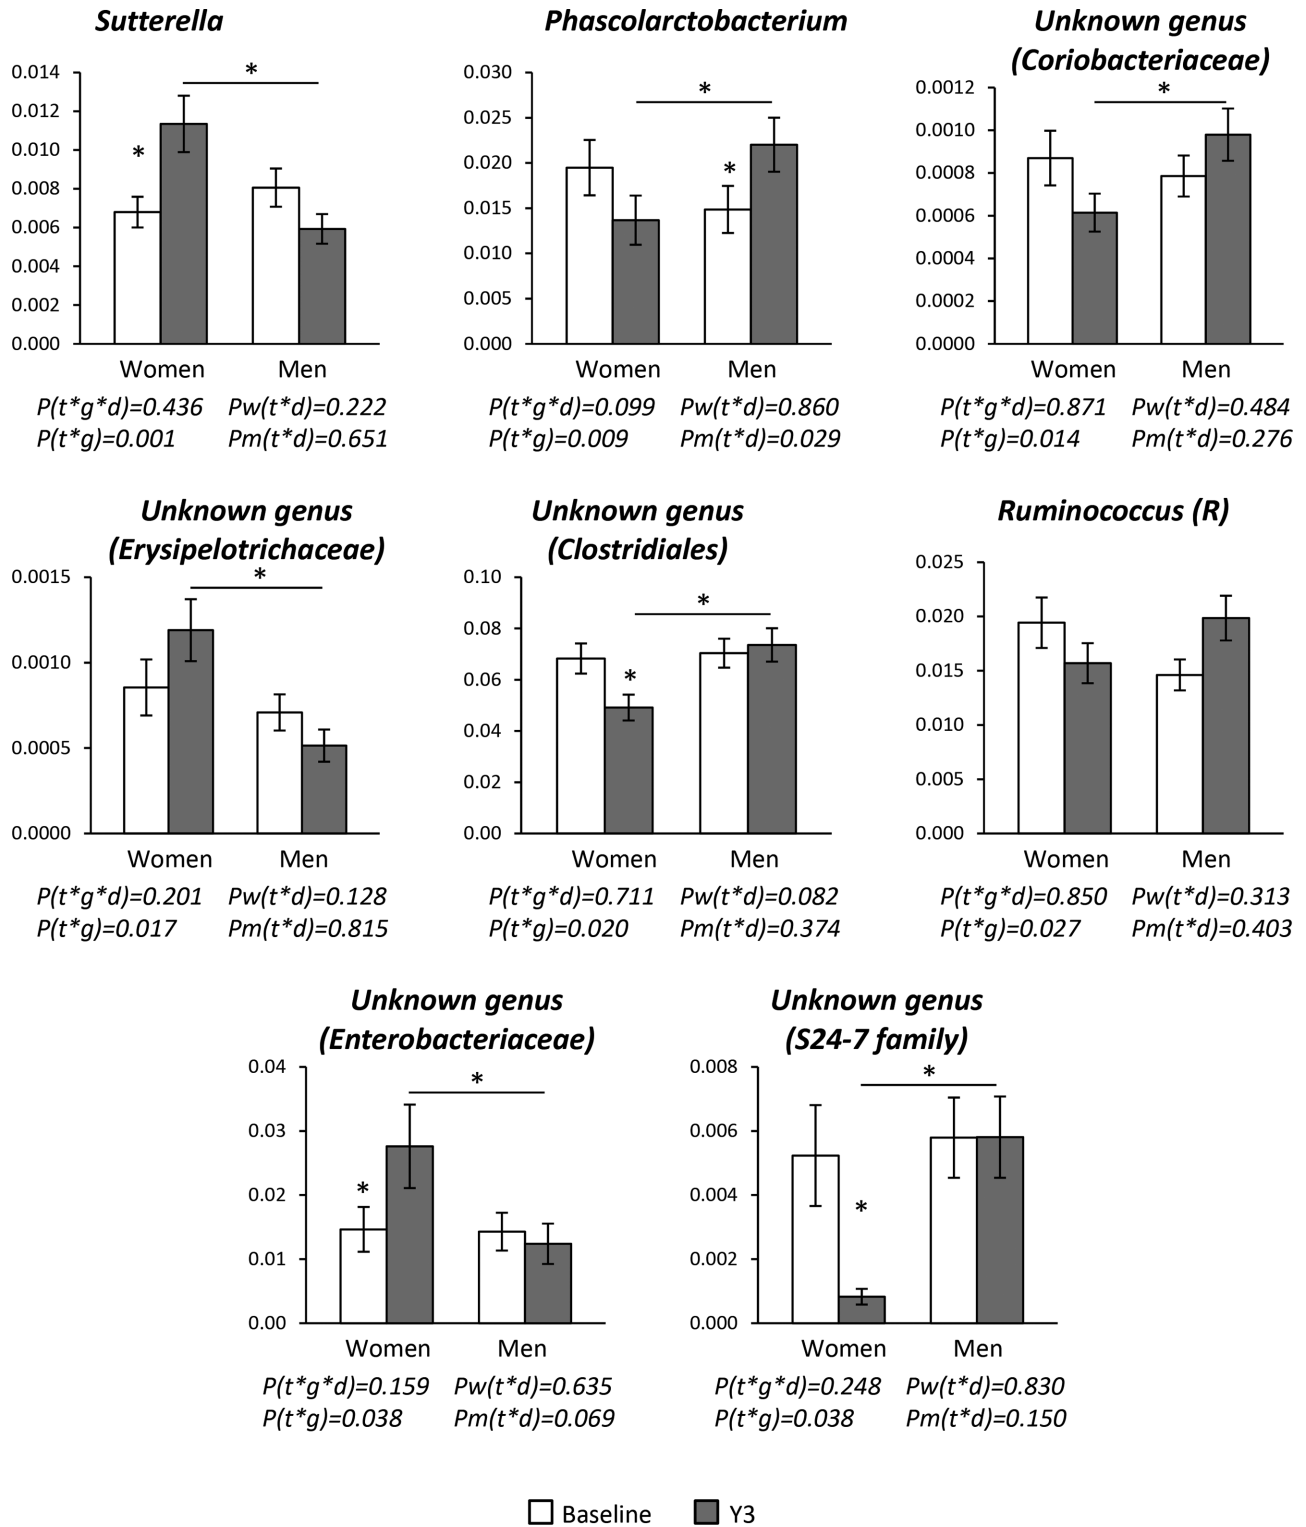 Sutterella
*
0.014
0.012
0.010
0.008
0.006
0.004
0.002
0.000
*
Women Men
P(t*g*d)=0.436 Pw(t*d)=0.222
P(t*g)=0.001 Pm(t*d)=0.651
Phascolarctobacterium
*
0.030
0.025
0.020
0.015
0.010
0.005
0.000
*
Women Men
P(t*g*d)=0.099 Pw(t*d)=0.860
P(t*g)=0.009 Pm(t*d)=0.029
Unknown genus
(Coriobacteriaceae)
*
0.0012
0.0010
0.0008
0.0006
0.0004
0.0002
0.0000
Women Men
P(t*g*d)=0.871 Pw(t*d)=0.484
P(t*g)=0.014 Pm(t*d)=0.276
Unknown genus
(Erysipelotrichaceae)
*
0.0015
0.0010
0.0005
0.0000
Women Men
P(t*g*d)=0.201 Pw(t*d)=0.128
P(t*g)=0.017 Pm(t*d)=0.815
Unknown genus
(Clostridiales)
*
0.10
0.08
0.06
0.04
0.02
0.00
*
Women Men
P(t*g*d)=0.711 Pw(t*d)=0.082
P(t*g)=0.020 Pm(t*d)=0.374
Ruminococcus (R)
0.025
0.020
0.015
0.010
0.005
0.000
Women Men
P(t*g*d)=0.850 Pw(t*d)=0.313
P(t*g)=0.027 Pm(t*d)=0.403
Unknown genus
(Enterobacteriaceae)
*
0.04
0.03
0.02
0.01
0.00
*
Women Men
P(t*g*d)=0.159 Pw(t*d)=0.635
P(t*g)=0.038 Pm(t*d)=0.069
Unknown genus
(S24-7 family)
*
0.008
0.006
0.004
0.002
0.000
*
Women Men
P(t*g*d)=0.248 Pw(t*d)=0.830
P(t*g)=0.038 Pm(t*d)=0.150
Baseline Y3